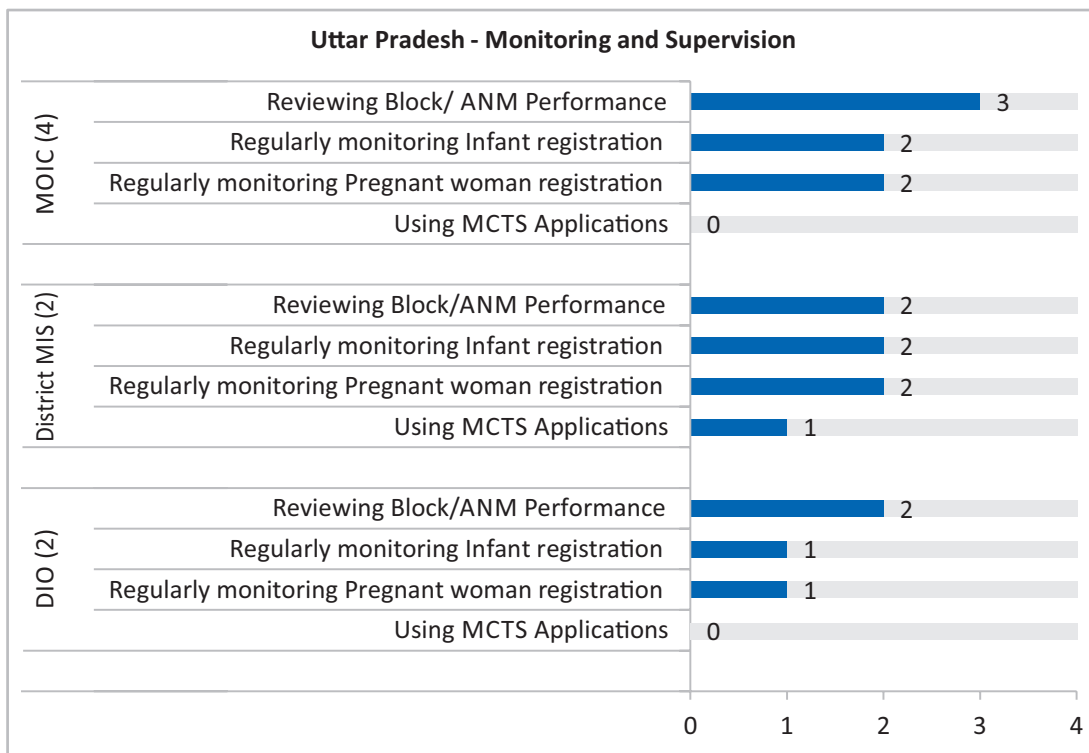 Uttar Pradesh - Monitoring and Supervision
MOIC (4)
Reviewing Block/ ANM Performance 3
Regularly monitoring Infant registration 2
Regularly monitoring Pregnant woman registration 2
Using MCTS Applications 0
District MIS (2)
Reviewing Block/ANM Performance 2
Regularly monitoring Infant registration 2
Regularly monitoring Pregnant woman registration 2
Using MCTS Applications 1
DIO (2)
Reviewing Block/ANM Performance 2
Regularly monitoring Infant registration 1
Regularly monitoring Pregnant woman registration 1
Using MCTS Applications 0
0 1 2 3 4